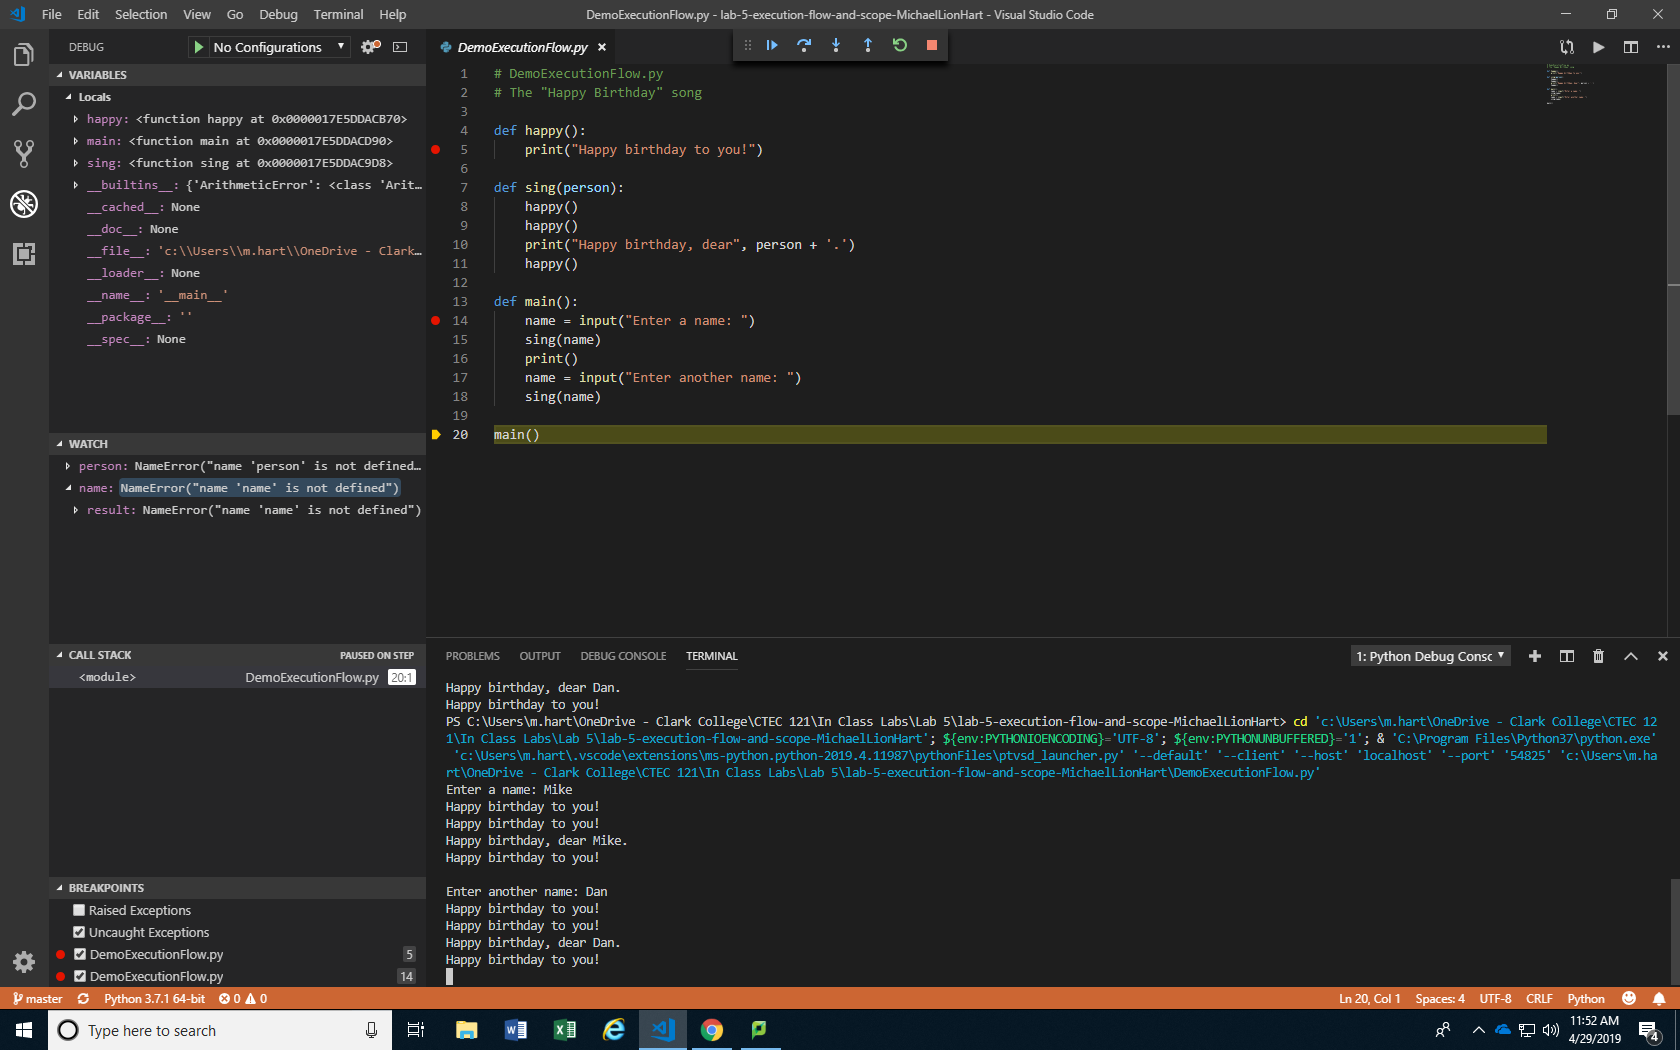 File Edit Selection View Go Debug Terminal Help
DemoExecutionFlow.py - lab-5-execution-flow-and-scope-MichaelLionHart - Visual Studio Code
DEBUG
No Configurations
VARIABLES
Locals
happy: <function happy at 0x0000017E5DDACB70>
main: <function main at 0x0000017E5DDACD90>
sing: <function sing at 0x0000017E5DDAC9D8>
__builtins__: {'ArithmeticError': <class 'Arit...
__cached__: None
__doc__: None
__file__: 'c:\\Users\\m.hart\\OneDrive - Clark...
__loader__: None
__name__: '__main__'
__package__: ''
__spec__: None
WATCH
person: NameError("name 'person' is not defined...
name: NameError("name 'name' is not defined")
result: NameError("name 'name' is not defined")
CALL STACK
PAUSED ON STEP
<module> DemoExecutionFlow.py 20:1
BREAKPOINTS
Raised Exceptions
Uncaught Exceptions
DemoExecutionFlow.py 5
DemoExecutionFlow.py 14
DemoExecutionFlow.py
1 # DemoExecutionFlow.py
2 # The "Happy Birthday" song
3
4 def happy():
5 print("Happy birthday to you!")
6
7 def sing(person):
8 happy()
9 happy()
10 print("Happy birthday, dear", person + '.')
11 happy()
12
13 def main():
14 name = input("Enter a name: ")
15 sing(name)
16 print()
17 name = input("Enter another name: ")
18 sing(name)
19
20 main()
PROBLEMS OUTPUT DEBUG CONSOLE TERMINAL
1: Python Debug Consc
Happy birthday, dear Dan.
Happy birthday to you!
PS C:\Users\m.hart\OneDrive - Clark College\CTEC 121\In Class Labs\Lab 5\lab-5-execution-flow-and-scope-MichaelLionHart> cd 'c:\Users\m.hart\OneDrive - Clark College\CTEC 12
1\In Class Labs\Lab 5\lab-5-execution-flow-and-scope-MichaelLionHart'; ${env:PYTHONIOENCODING}='UTF-8'; ${env:PYTHONUNBUFFERED}='1'; & 'C:\Program Files\Python37\python.exe'
'c:\Users\m.hart\.vscode\extensions\ms-python.python-2019.4.11987\pythonFiles\ptvsd_launcher.py' '--default' '--client' '--host' 'localhost' '--port' '54825' 'c:\Users\m.ha
rt\OneDrive - Clark College\CTEC 121\In Class Labs\Lab 5\lab-5-execution-flow-and-scope-MichaelLionHart\DemoExecutionFlow.py'
Enter a name: Mike
Happy birthday to you!
Happy birthday to you!
Happy birthday, dear Mike.
Happy birthday to you!
Enter another name: Dan
Happy birthday to you!
Happy birthday to you!
Happy birthday, dear Dan.
Happy birthday to you!
master Python 3.7.1 64-bit 0 0
Ln 20, Col 1 Spaces: 4 UTF-8 CRLF Python
Type here to search
11:52 AM
4/29/2019
4